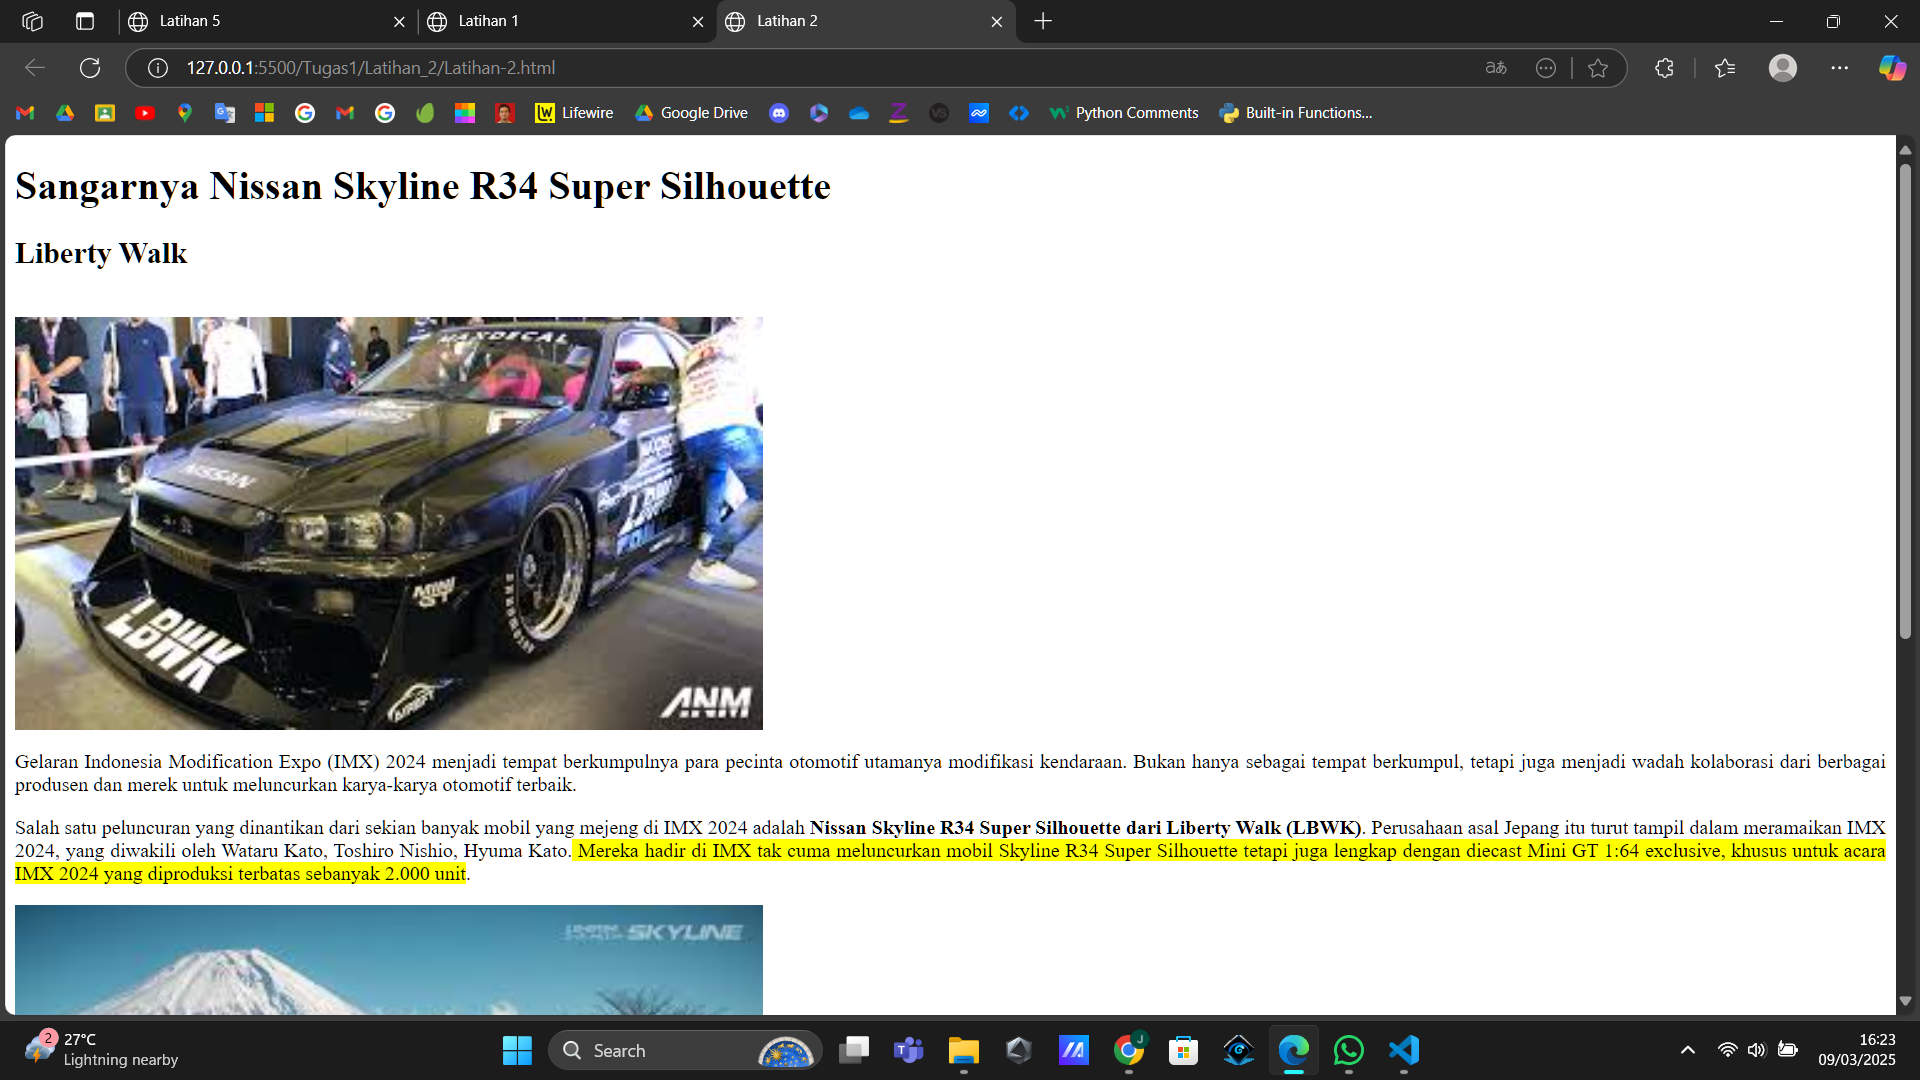 Latihan 5
Latihan 1
Latihan 2
127.0.0.1:5500/Tugas1/Latihan_2/Latihan-2.html
Lifewire
Google Drive
Python Comments
Built-in Functions...
Sangarnya Nissan Skyline R34 Super Silhouette
Liberty Walk
MAXDECAL
NISSAN
LBWK
MINI GT
ANM
Gelaran Indonesia Modification Expo (IMX) 2024 menjadi tempat berkumpulnya para pecinta otomotif utamanya modifikasi kendaraan. Bukan hanya sebagai tempat berkumpul, tetapi juga menjadi wadah kolaborasi dari berbagai
produsen dan merek untuk meluncurkan karya-karya otomotif terbaik.
Salah satu peluncuran yang dinantikan dari sekian banyak mobil yang mejeng di IMX 2024 adalah Nissan Skyline R34 Super Silhouette dari Liberty Walk (LBWK). Perusahaan asal Jepang itu turut tampil dalam meramaikan IMX
2024, yang diwakili oleh Wataru Kato, Toshiro Nishio, Hyuma Kato. Mereka hadir di IMX tak cuma meluncurkan mobil Skyline R34 Super Silhouette tetapi juga lengkap dengan diecast Mini GT 1:64 exclusive, khusus untuk acara
IMX 2024 yang diproduksi terbatas sebanyak 2.000 unit.
SKYLINE
2
27°C
Lightning nearby
Search
16:23
09/03/2025